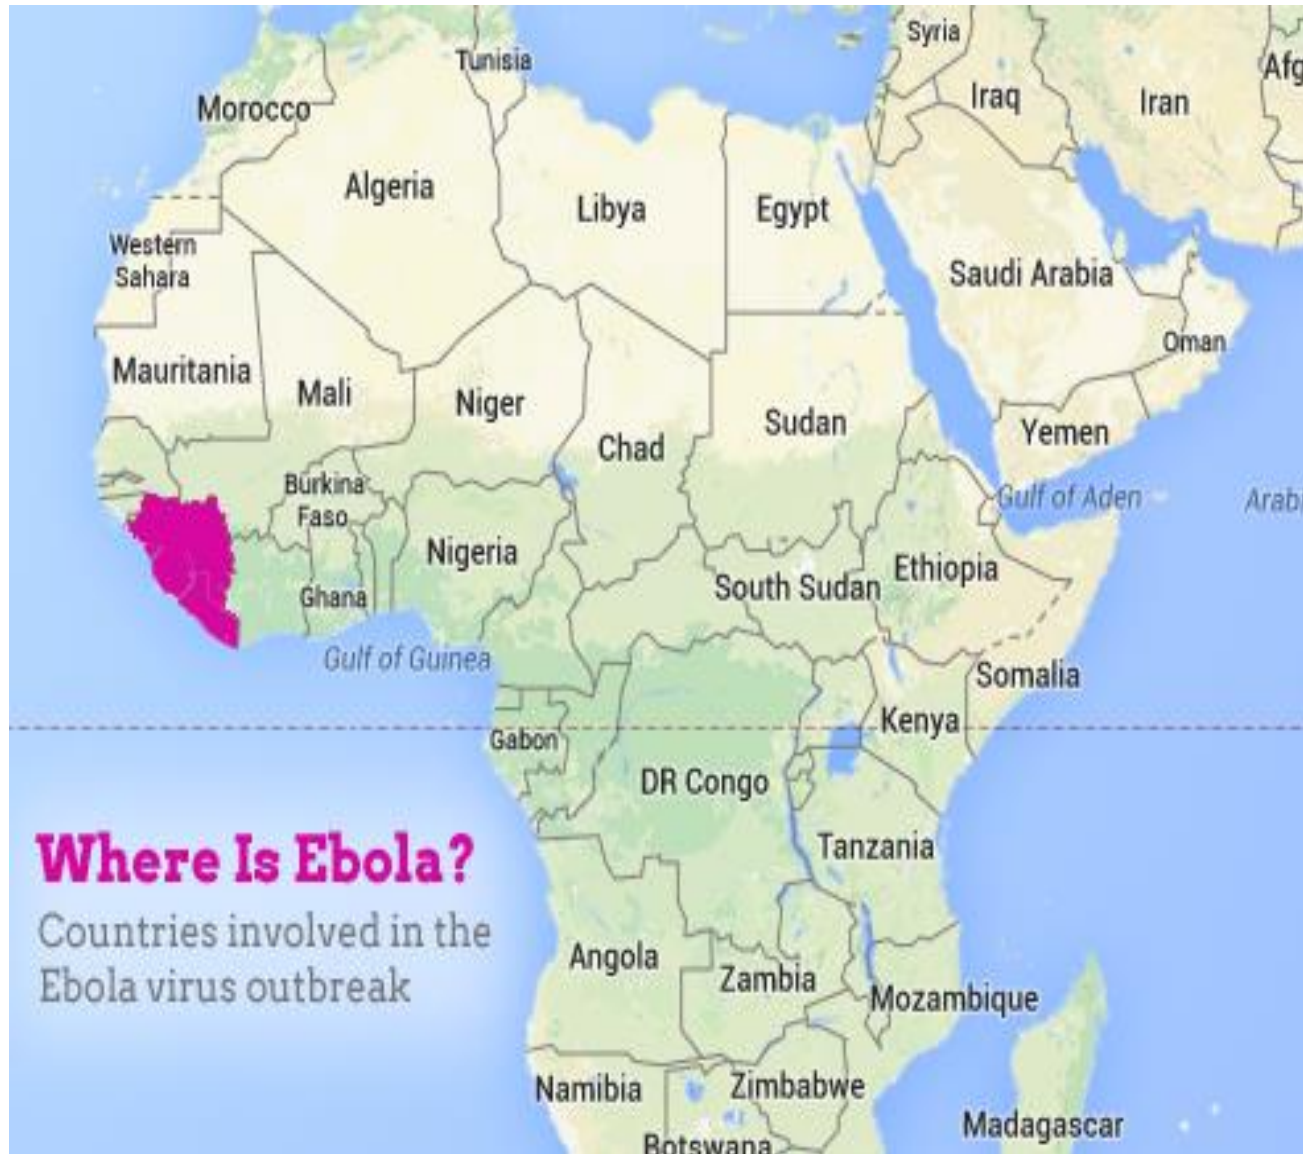 Syria
Afg
Tunisia
Iraq
Iran
Morocco
Algeria
Libya
Egypt
Western
Sahara
Saudi Arabia
Oman
Mauritania
Mali
Niger
Sudan
Yemen
Chad
Burkina
Faso
Gulf of Aden
Arab
Nigeria
Ethiopia
South Sudan
Ghana
Gulf of Guinea
Somalia
Kenya
Gabon
DR Congo
Tanzania
Where Is Ebola?
Countries involved in the
Ebola virus outbreak
Angola
Zambia
Mozambique
Namibia
Zimbabwe
Madagascar
Botswana